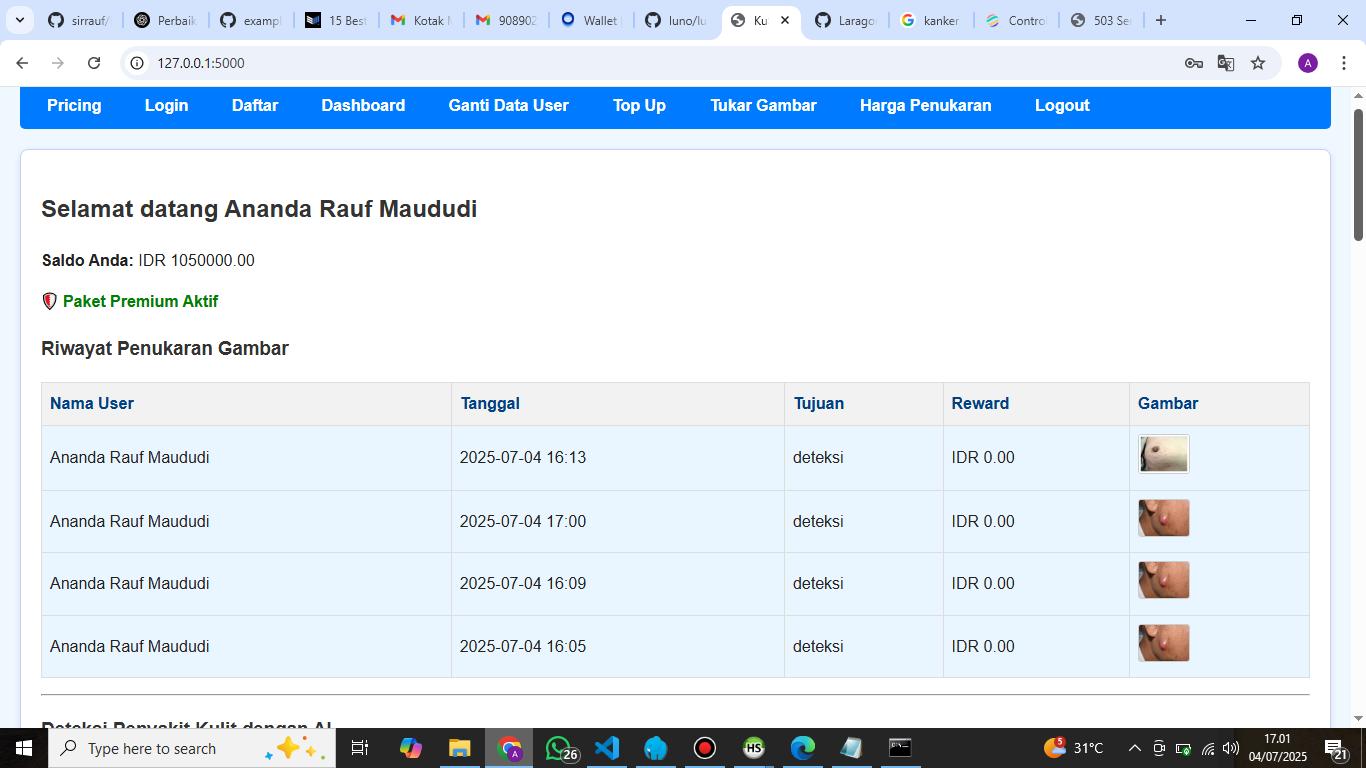 sirrauf/
Perbaik
exampl
15 Best
Kotak M
908902
Wallet
luno/lu
Ku
Larago
kanker
Contro
503 Se
127.0.0.1:5000
A
Pricing Login Daftar Dashboard Ganti Data User Top Up Tukar Gambar Harga Penukaran Logout
Selamat datang Ananda Rauf Maududi
Saldo Anda: IDR 1050000.00
Paket Premium Aktif
Riwayat Penukaran Gambar
Nama User Tanggal Tujuan Reward Gambar
Ananda Rauf Maududi 2025-07-04 16:13 deteksi IDR 0.00
Ananda Rauf Maududi 2025-07-04 17:00 deteksi IDR 0.00
Ananda Rauf Maududi 2025-07-04 16:09 deteksi IDR 0.00
Ananda Rauf Maududi 2025-07-04 16:05 deteksi IDR 0.00
Deteksi Penyakit Kulit dengan AI
Type here to search
A
26
HS
5
31°C
17.01
04/07/2025
21